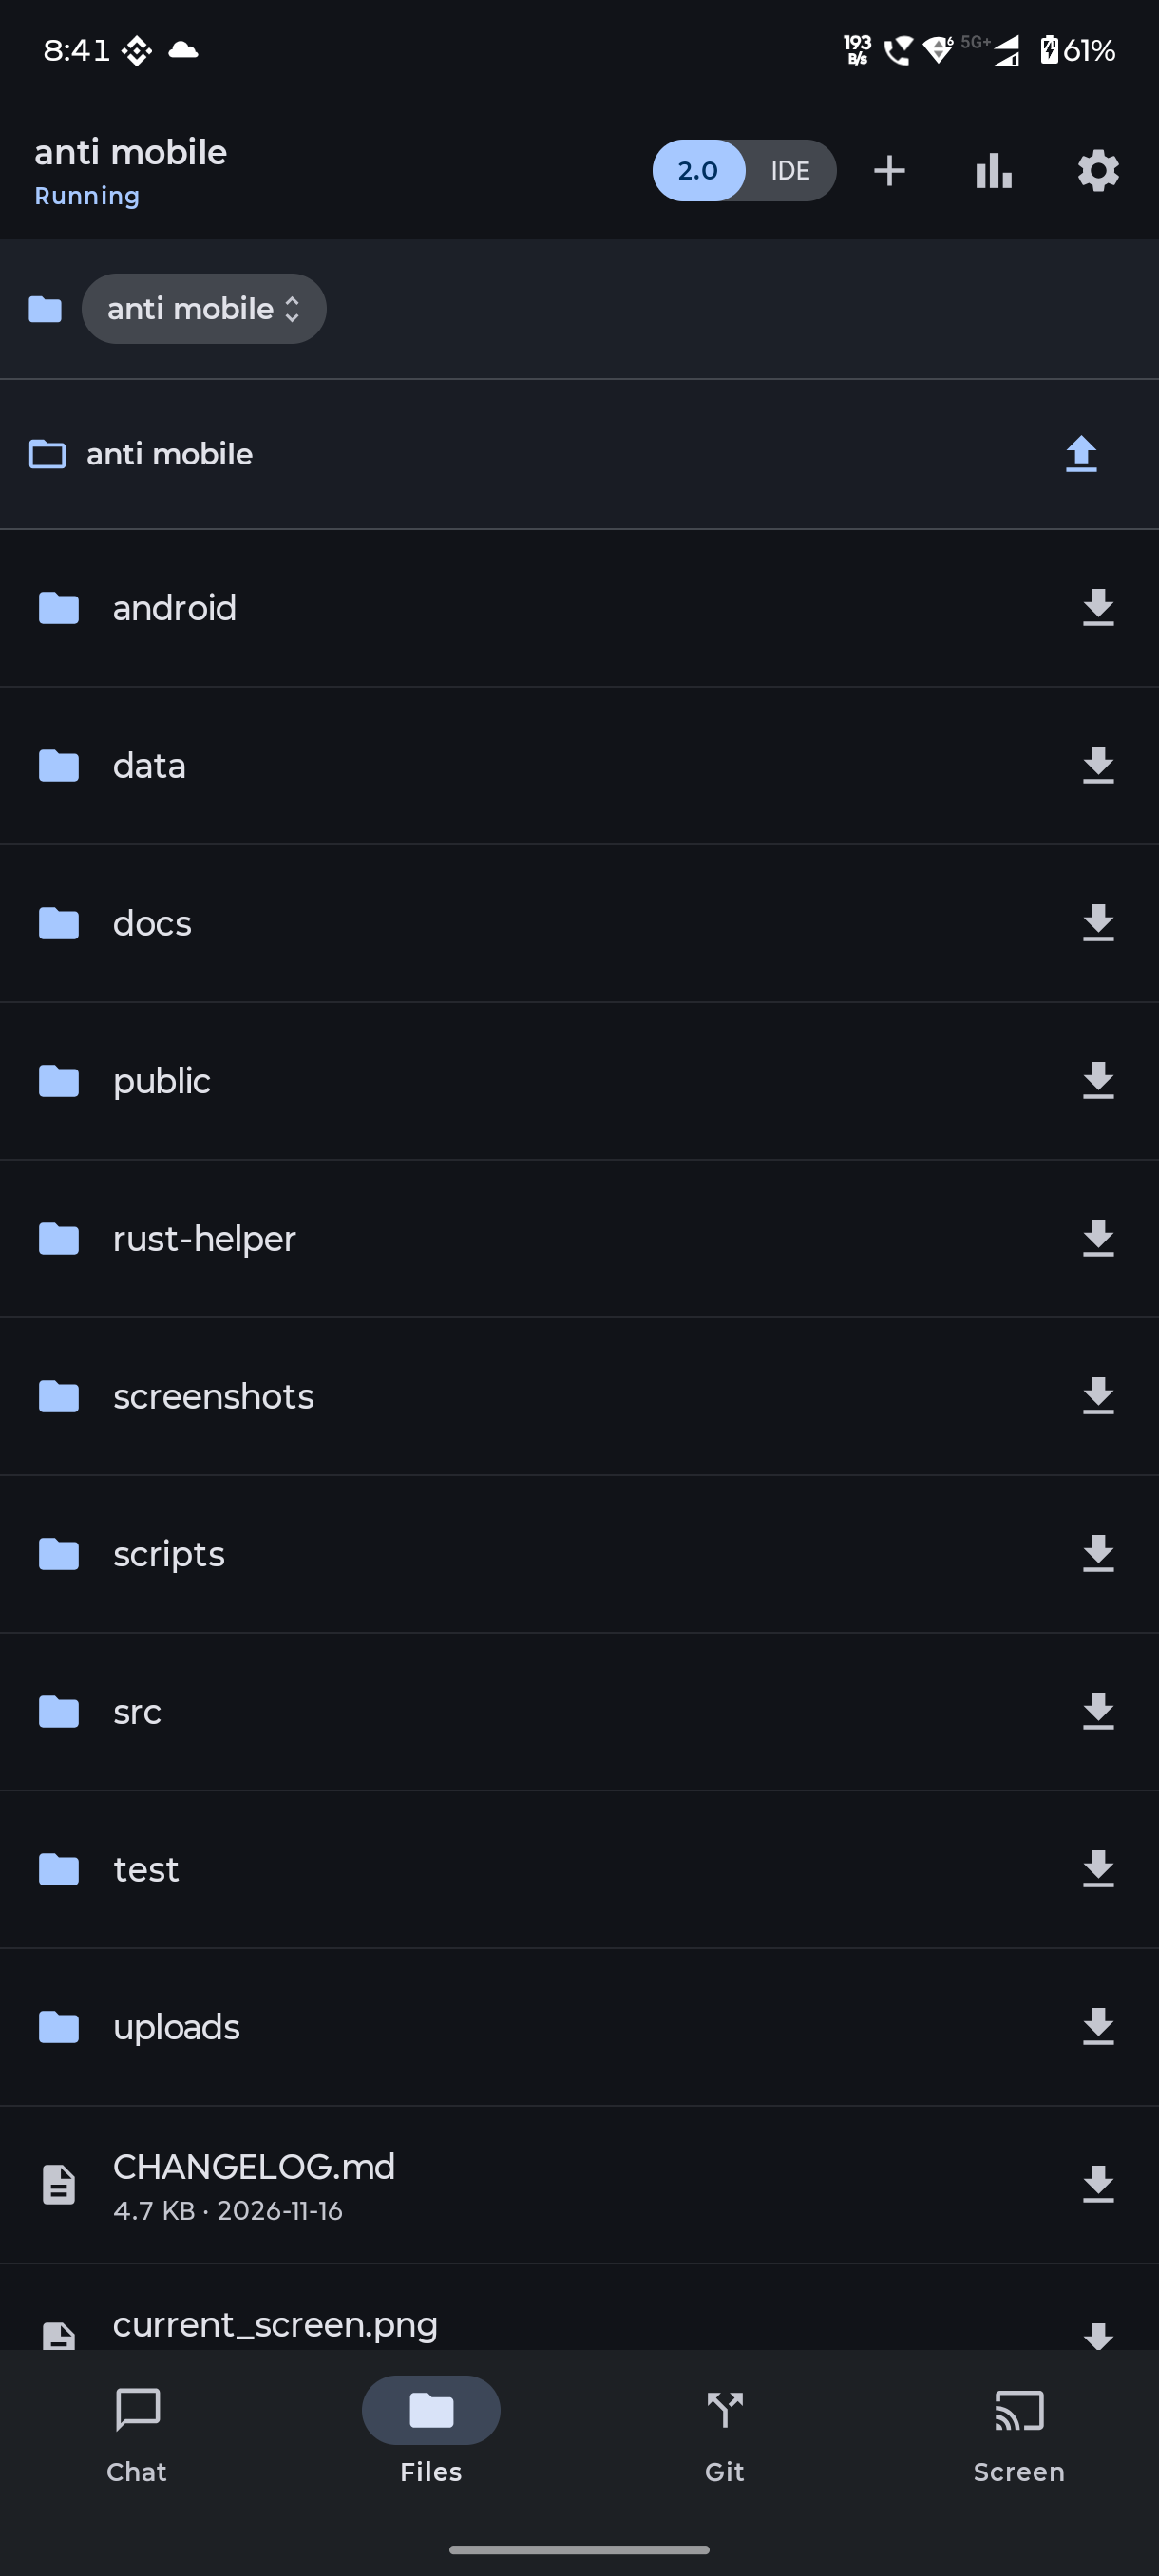 8:41
193 B/s 6 5G+ 61%
anti mobile
Running
2.0 IDE
anti mobile
anti mobile
android
data
docs
public
rust-helper
screenshots
scripts
src
test
uploads
CHANGELOG.md
4.7 KB · 2026-11-16
current_screen.png
Chat Files Git Screen